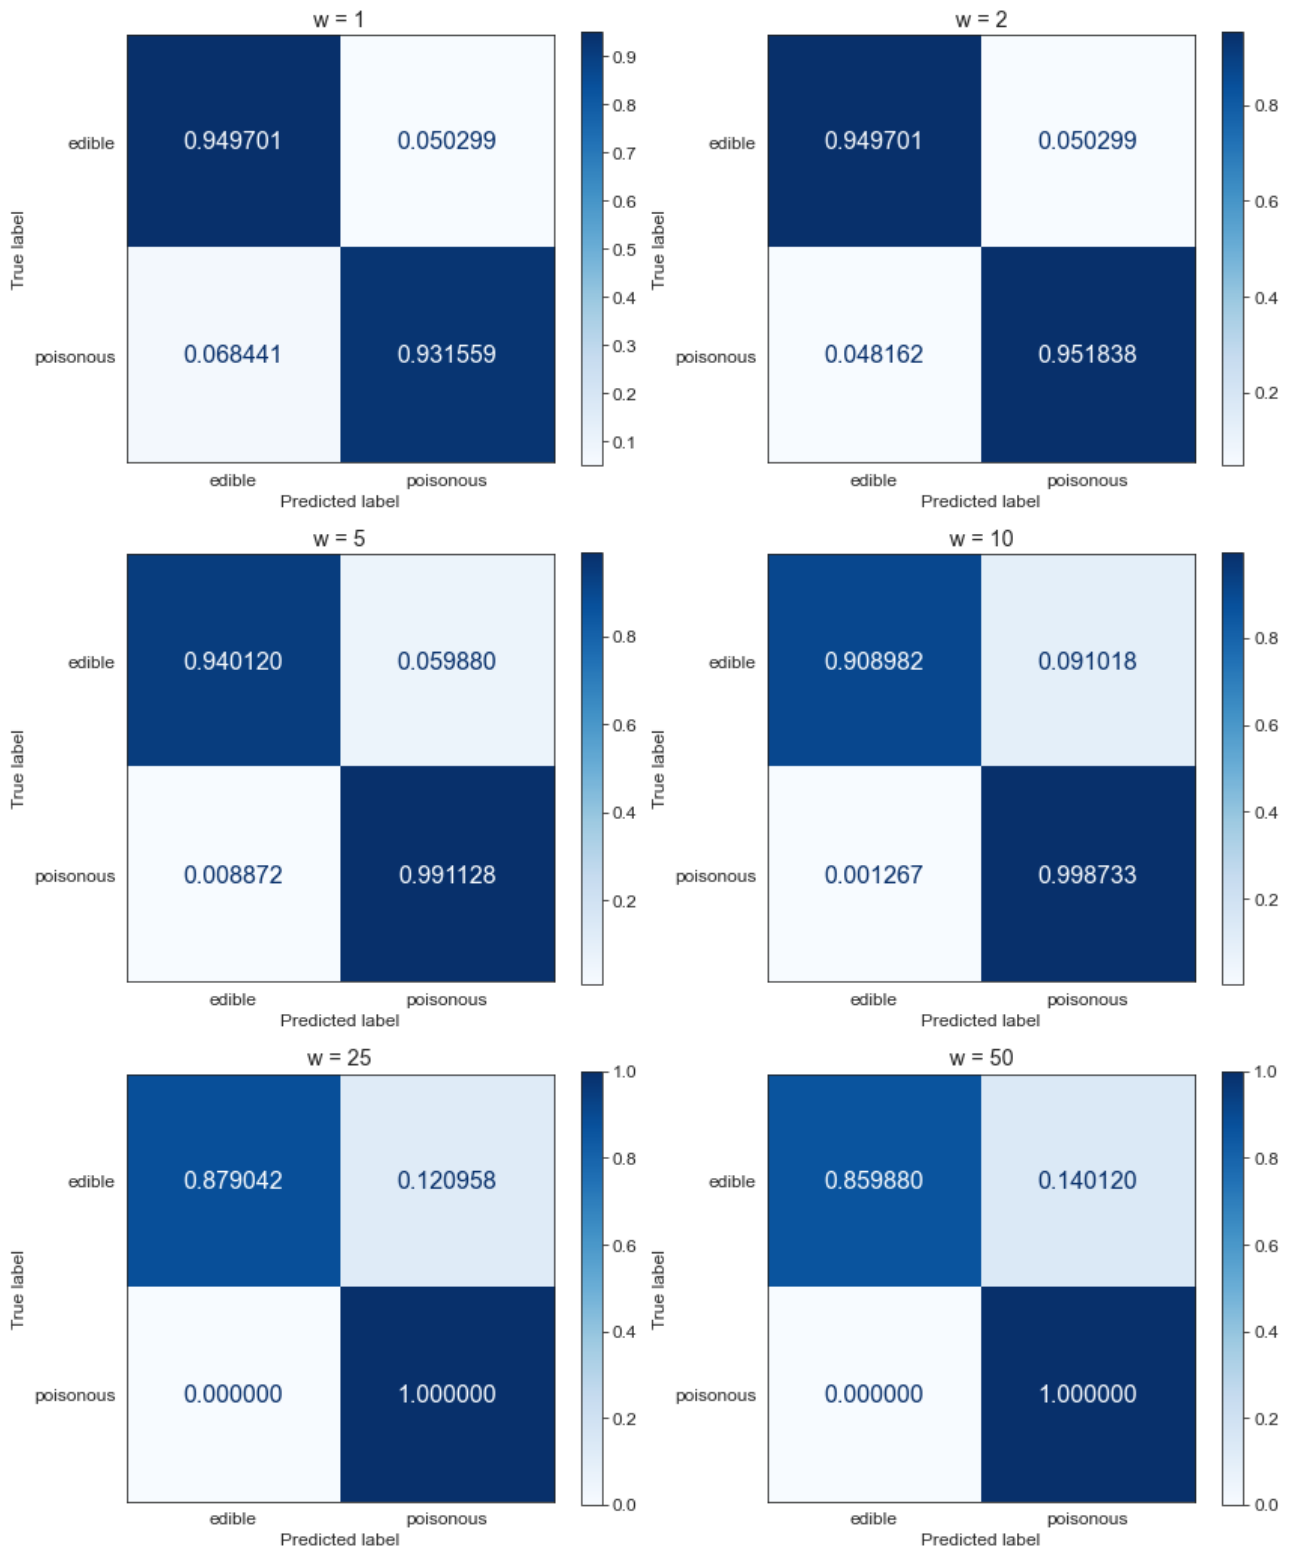 w = 1
0.9
0.8
0.7
0.6
0.5
0.4
0.3
0.2
0.1
True label
edible
poisonous
0.949701 0.050299
0.068441 0.931559
edible poisonous
Predicted label
w = 2
0.8
0.6
0.4
0.2
True label
edible
poisonous
0.949701 0.050299
0.048162 0.951838
edible poisonous
Predicted label
w = 5
0.8
0.6
0.4
0.2
True label
edible
poisonous
0.940120 0.059880
0.008872 0.991128
edible poisonous
Predicted label
w = 10
0.8
0.6
0.4
0.2
True label
edible
poisonous
0.908982 0.091018
0.001267 0.998733
edible poisonous
Predicted label
w = 25
1.0
0.8
0.6
0.4
0.2
0.0
True label
edible
poisonous
0.879042 0.120958
0.000000 1.000000
edible poisonous
Predicted label
w = 50
1.0
0.8
0.6
0.4
0.2
0.0
True label
edible
poisonous
0.859880 0.140120
0.000000 1.000000
edible poisonous
Predicted label